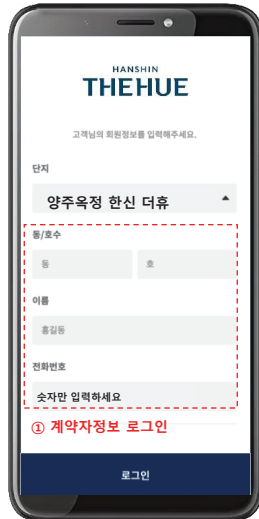 HANSHIN
THEHUE
고객님의 회원정보를 입력해주세요.
단지
양주옥정 한신 더휴
동/호수
동 호
이름
홍길동
전화번호
숫자만 입력하세요
① 계약자정보 로그인
로그인